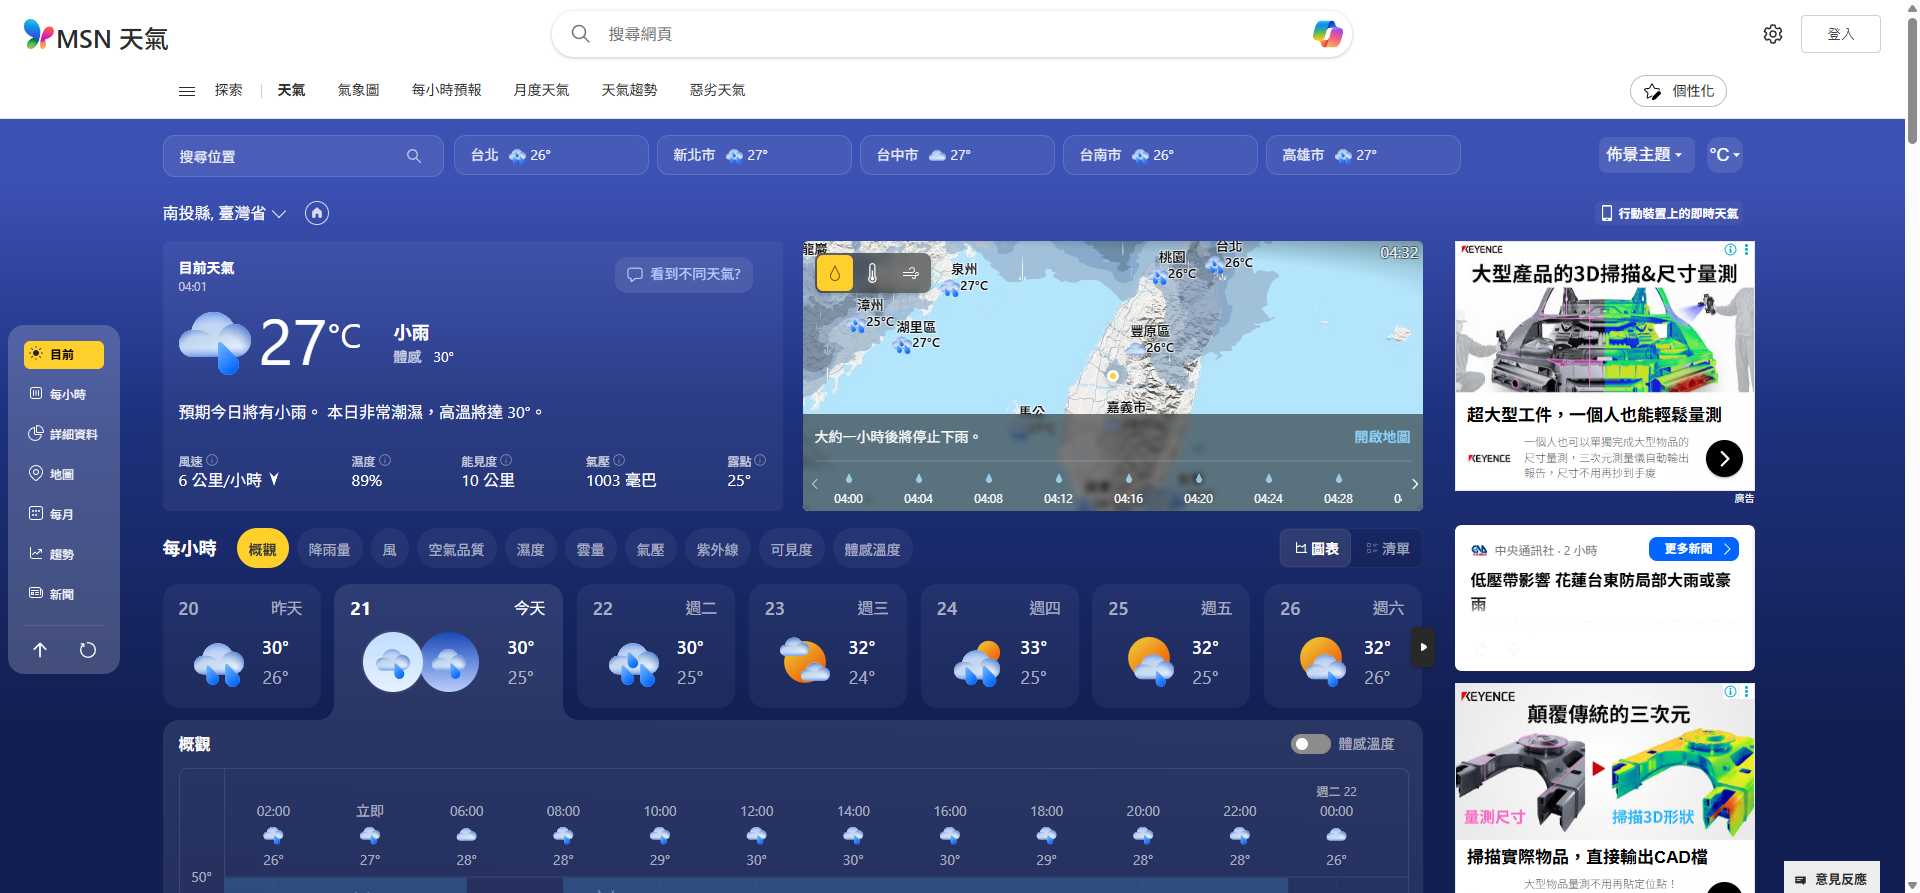 MSN 天氣
搜尋網頁
登入
探索
天氣
氣象圖
每小時預報
月度天氣
天氣趨勢
惡劣天氣
個性化
搜尋位置
台北 26°
新北市 27°
台中市 27°
台南市 26°
高雄市 27°
佈景主題
°C
南投縣, 臺灣省
行動裝置上的即時天氣
目前
每小時
詳細資料
地圖
每月
趨勢
新聞
目前天氣
04:01
看到不同天氣?
27°C
小雨
體感 30°
預期今日將有小雨。 本日非常潮濕，高溫將達 30°。
風速
6 公里/小時
濕度
89%
能見度
10 公里
氣壓
1003 毫巴
露點
25°
龍巖
泉州
27°C
漳州
25°C
湖里區
27°C
桃園
26°C
台北
26°C
04:32
豐原區
26°C
嘉義市
馬公
大約一小時後將停止下雨。
開啟地圖
04:00
04:04
04:08
04:12
04:16
04:20
04:24
04:28
每小時
概觀
降雨量
風
空氣品質
濕度
雲量
氣壓
紫外線
可見度
體感溫度
圖表
清單
20 昨天
30°
26°
21 今天
30°
25°
22 週二
30°
25°
23 週三
32°
24°
24 週四
33°
25°
25 週五
32°
25°
26 週六
32°
26°
概觀
體感溫度
週二 22
02:00 立即 06:00 08:00 10:00 12:00 14:00 16:00 18:00 20:00 22:00 00:00
26° 27° 28° 28° 29° 30° 30° 30° 29° 28° 28° 26°
50°
KEYENCE
大型產品的3D掃描&尺寸量測
超大型工件，一個人也能輕鬆量測
KEYENCE
一個人也可以單獨完成大型物品的
尺寸量測，三次元測量儀自動輸出
報告，尺寸不用再抄到手痠
廣告
中央通訊社 · 2 小時
更多新聞
低壓帶影響 花蓮台東防局部大雨或豪
雨
KEYENCE
顛覆傳統的三次元
量測尺寸
掃描3D形狀
掃描實際物品，直接輸出CAD檔
大型物品量測不用再貼定位點！
意見反應